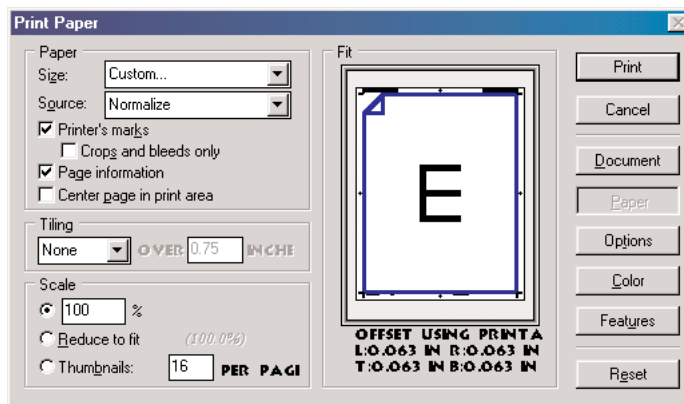 Print Paper
Paper
Size: Custom...
Source: Normalize
Printer's marks
Crops and bleeds only
Page information
Center page in print area
Tiling
None OVER 0.75 INCHE
Scale
100 %
Reduce to fit (100.0%)
Thumbnails: 16 PER PAGI
Fit
E
OFFSET USING PRINTA
L:0.063 IN R:0.063 IN
T:0.063 IN B:0.063 IN
Print
Cancel
Document
Paper
Options
Color
Features
Reset